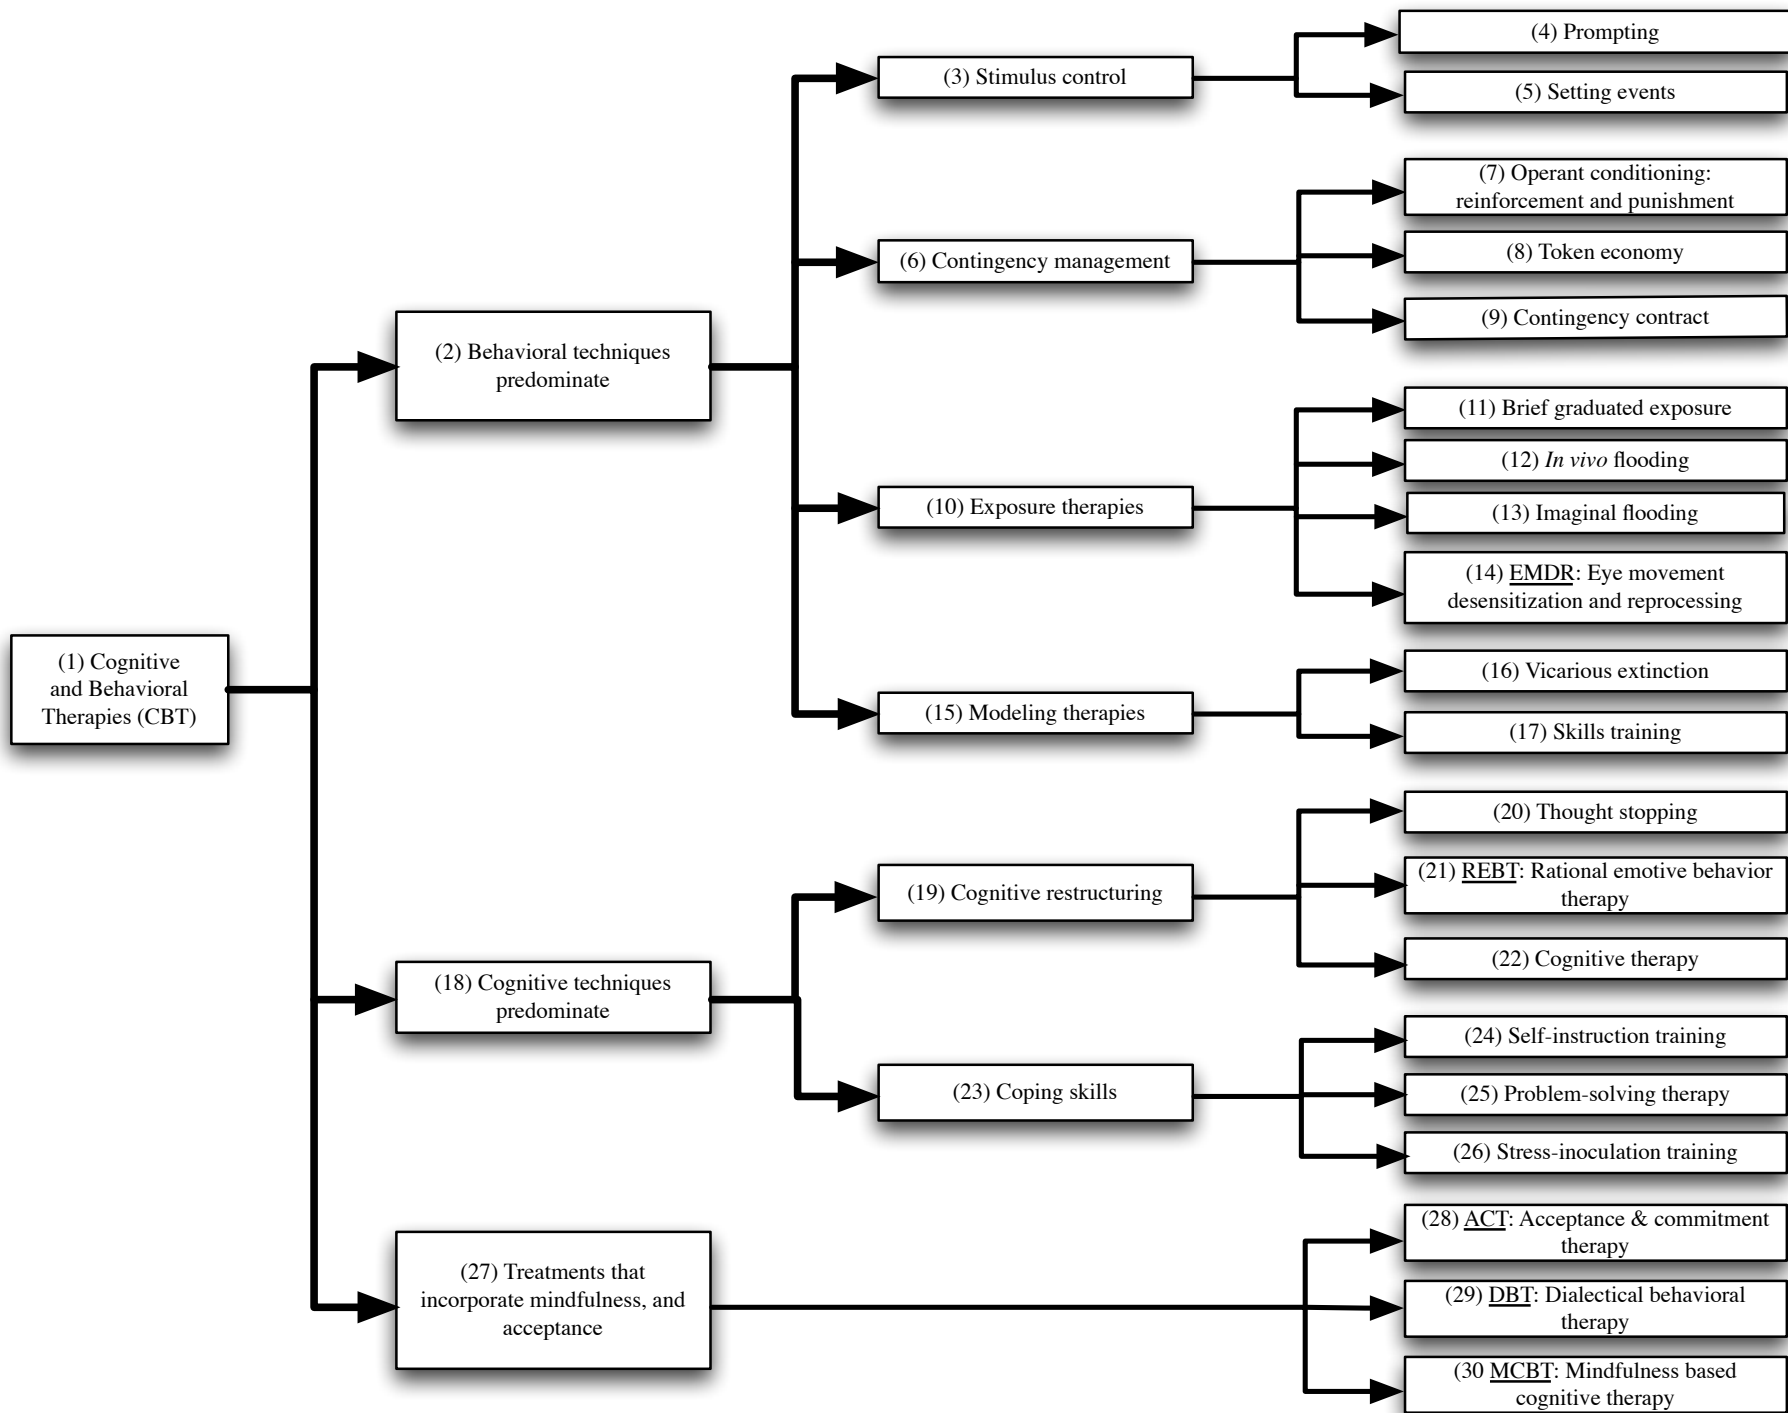 (1) Cognitive
and Behavioral
Therapies (CBT)
(2) Behavioral techniques
predominate
(3) Stimulus control
(4) Prompting
(5) Setting events
(6) Contingency management
(7) Operant conditioning:
reinforcement and punishment
(8) Token economy
(9) Contingency contract
(10) Exposure therapies
(11) Brief graduated exposure
(12) In vivo flooding
(13) Imaginal flooding
(14) EMDR: Eye movement
desensitization and reprocessing
(15) Modeling therapies
(16) Vicarious extinction
(17) Skills training
(18) Cognitive techniques
predominate
(19) Cognitive restructuring
(20) Thought stopping
(21) REBT: Rational emotive behavior
therapy
(22) Cognitive therapy
(23) Coping skills
(24) Self-instruction training
(25) Problem-solving therapy
(26) Stress-inoculation training
(27) Treatments that
incorporate mindfulness, and
acceptance
(28) ACT: Acceptance & commitment
therapy
(29) DBT: Dialectical behavioral
therapy
(30 MCBT: Mindfulness based
cognitive therapy